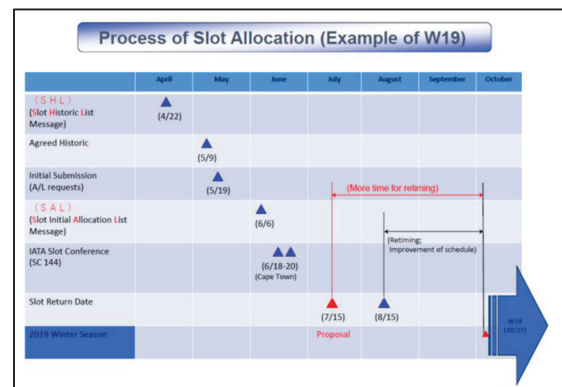 Process of Slot Allocation (Example of W19)
April May June July August September October
(SHL)
(Slot Historic List
Message)
(4/22)
Agreed Historic
(5/9)
Initial Submission
(A/L requests)
(5/19)
(More time for retiming)
(SAL)
(Slot Initial Allocation List
Message)
(6/6)
(Retiming;
Improvement of schedule)
IATA Slot Conference
(SC 144)
(6/18-20)
(Cape Town)
Slot Return Date
(7/15)
(8/15)
W19
(10/27)
2019 Winter Season
Proposal